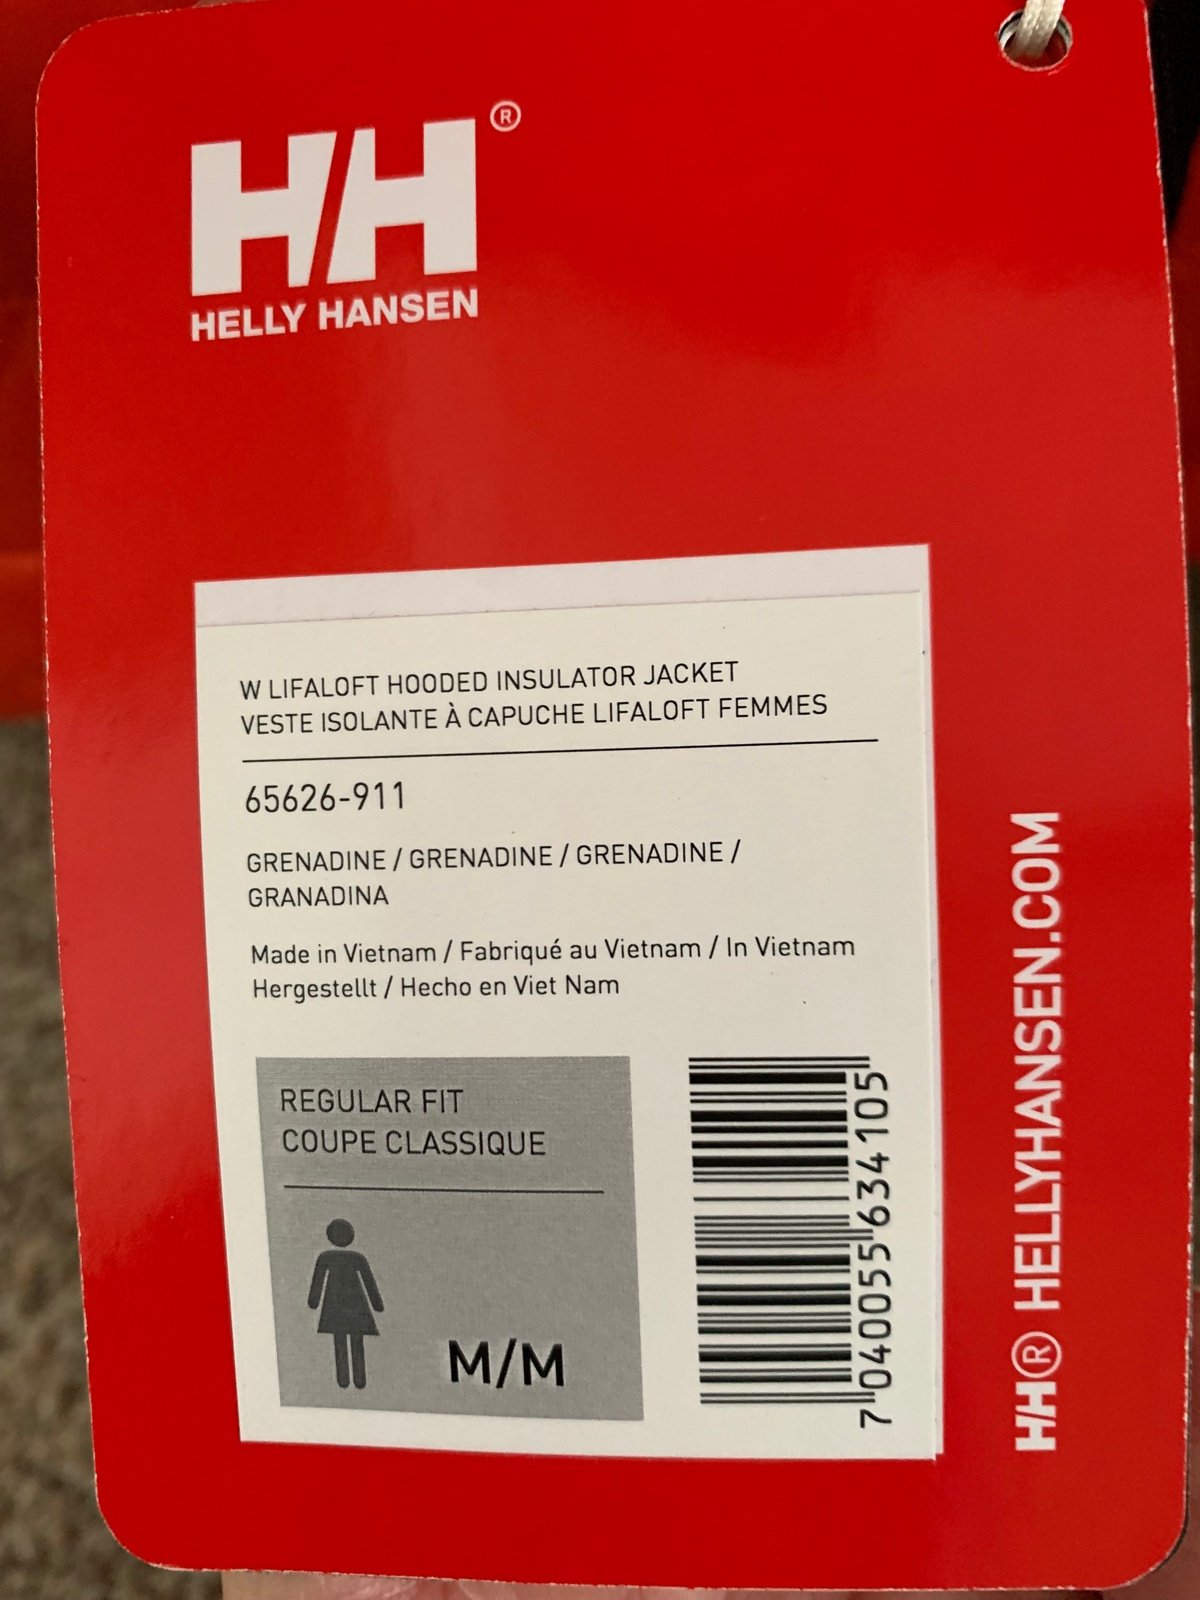 HH®
HELLY HANSEN
W LIFALOFT HOODED INSULATOR JACKET
VESTE ISOLANTE À CAPUCHE LIFALOFT FEMMES
65626-911
GRENADINE / GRENADINE / GRENADINE /
GRANADINA
Made in Vietnam / Fabriqué au Vietnam / In Vietnam
Hergestellt / Hecho en Viet Nam
REGULAR FIT
COUPE CLASSIQUE
M/M
7 040055 634105
HH® HELLYHANSEN.COM